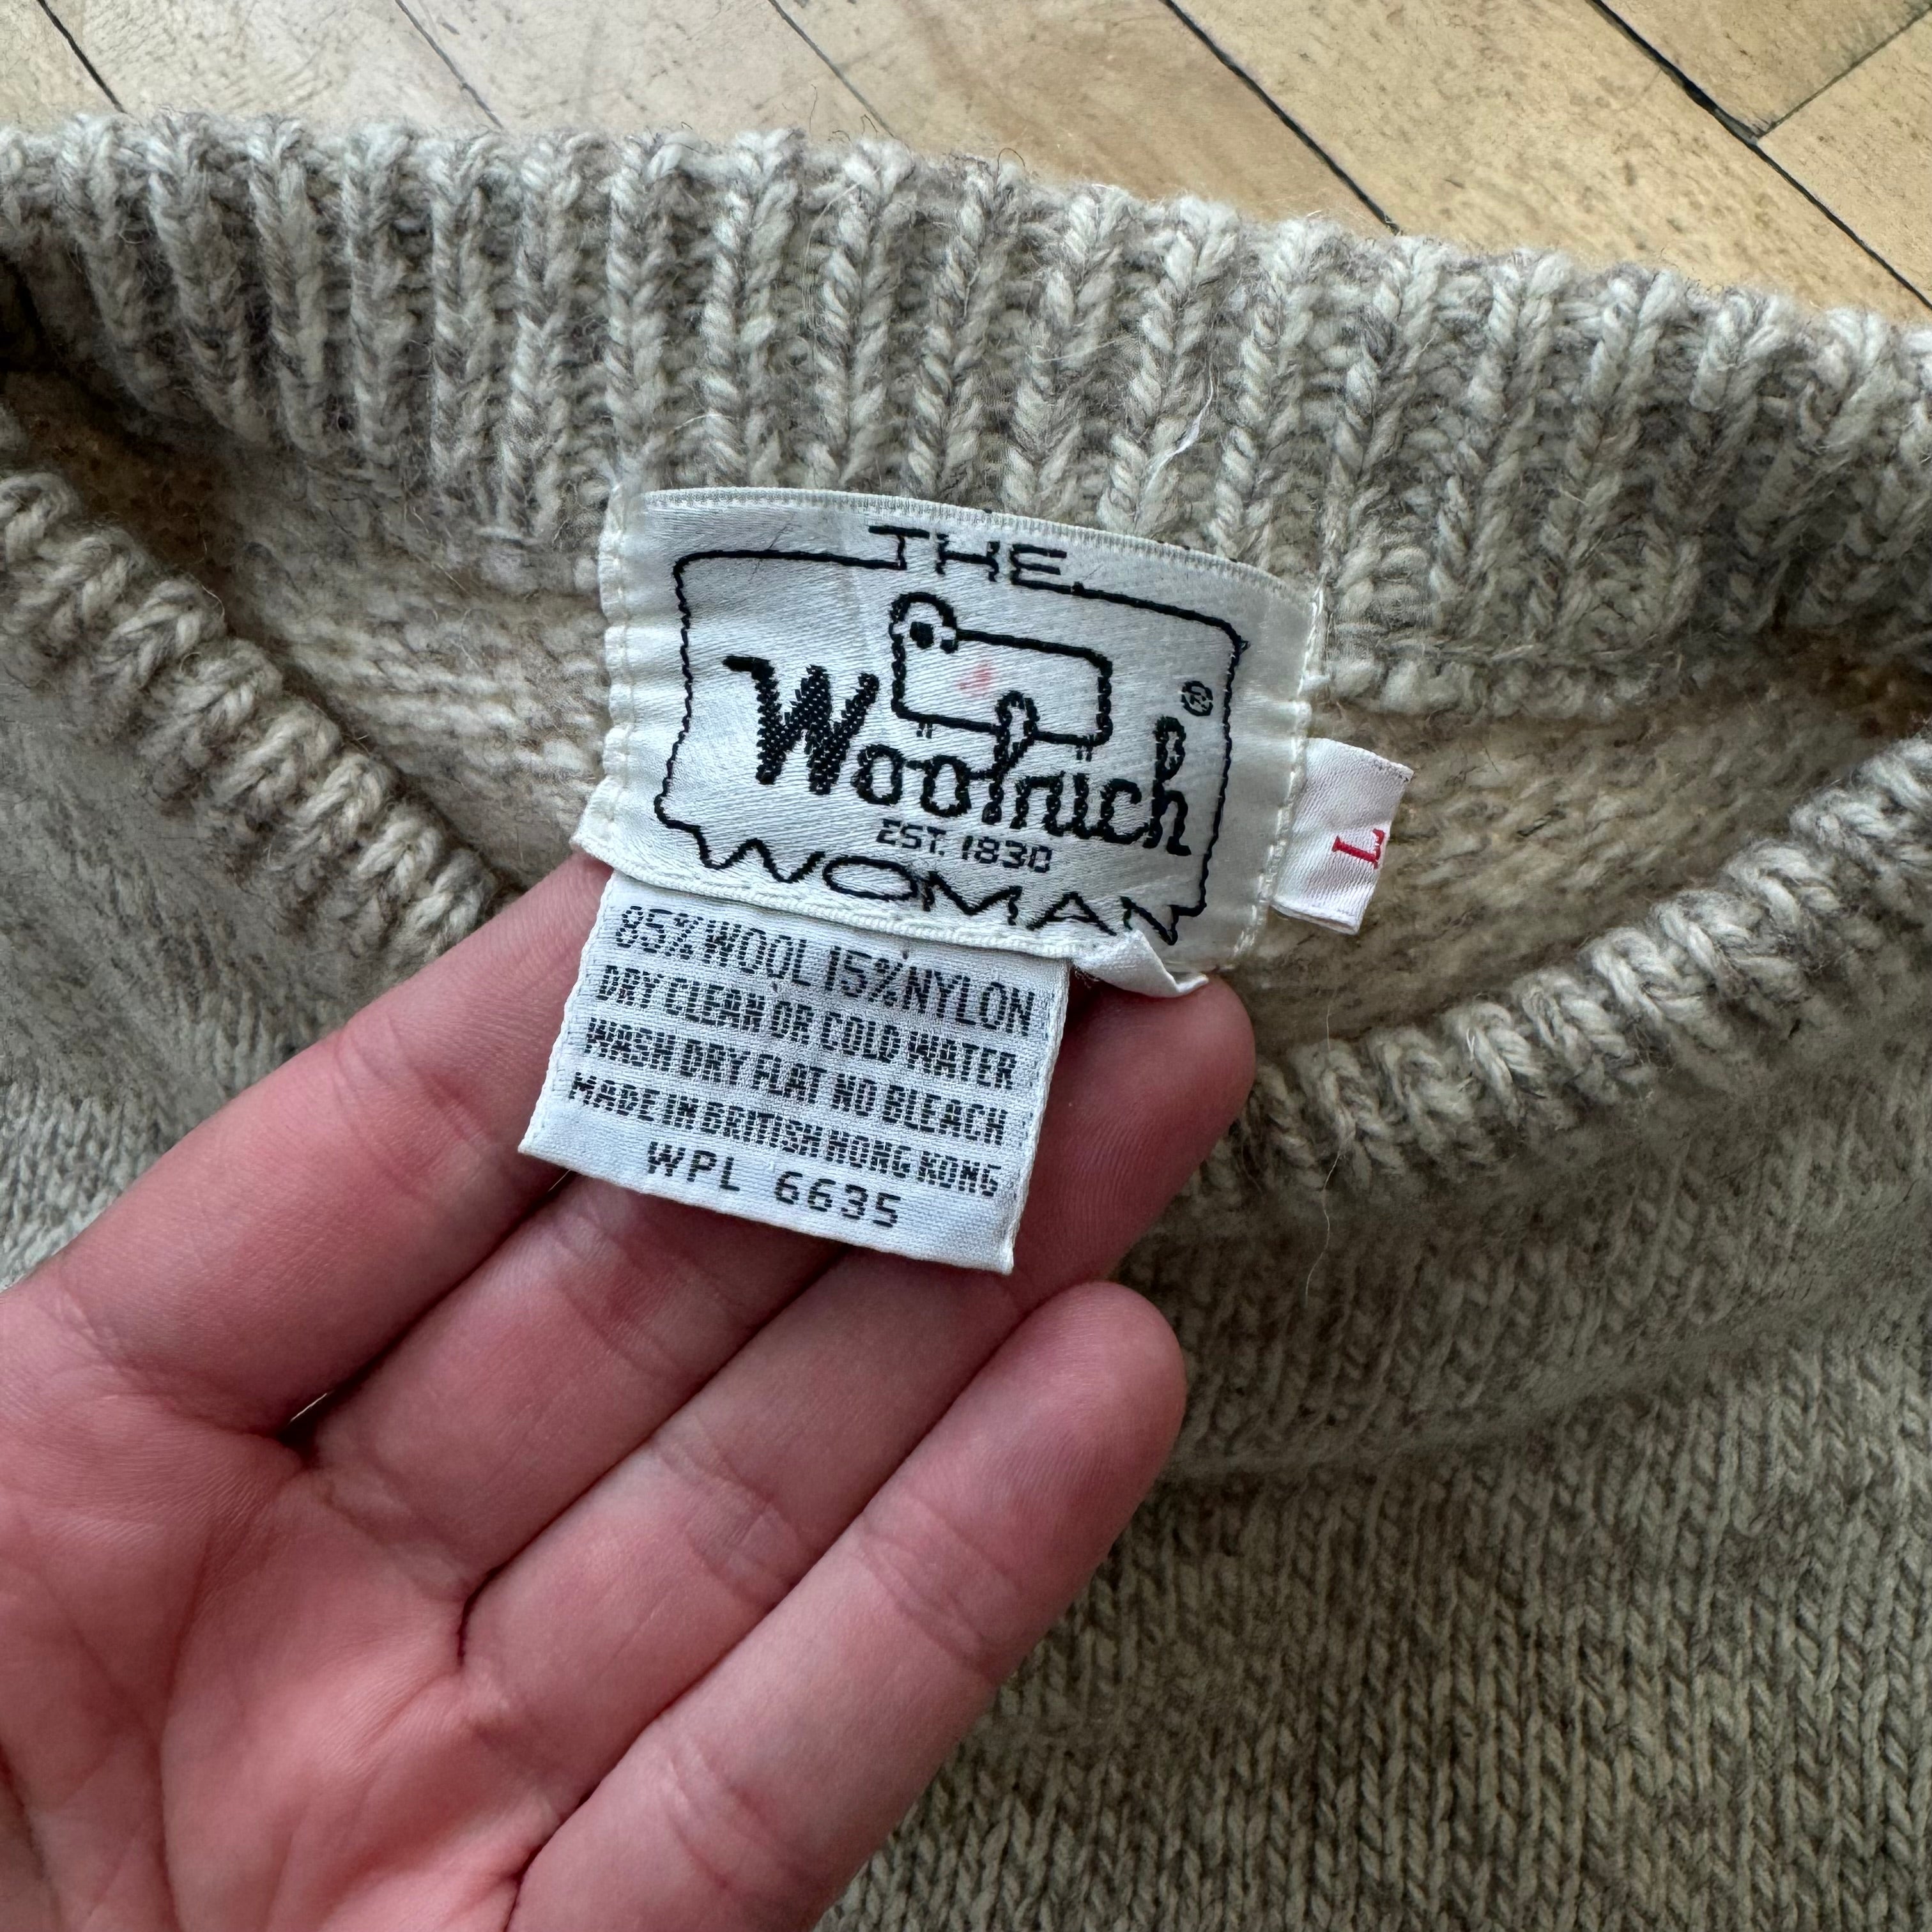 THE
Woolrich®
EST. 1830
WOMAN
L
85% WOOL 15% NYLON
DRY CLEAN OR COLD WATER
WASH DRY FLAT NO BLEACH
MADE IN BRITISH HONG KONG
WPL 6635